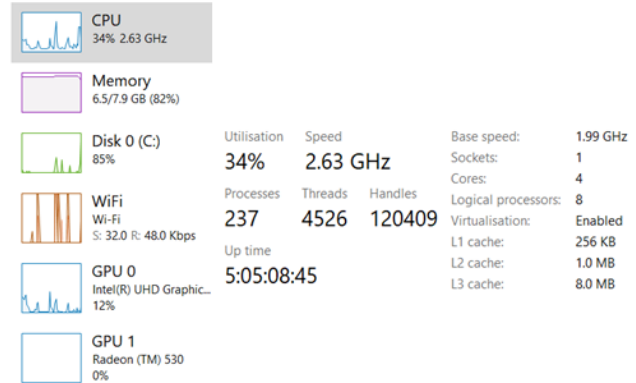 CPU
34% 2.63 GHz
Memory
6.5/7.9 GB (82%)
Disk 0 (C:)
85%
WiFi
Wi-Fi
S: 32.0 R: 48.0 Kbps
GPU 0
Intel(R) UHD Graphic...
12%
GPU 1
Radeon (TM) 530
0%
Utilisation Speed
34% 2.63 GHz
Processes Threads Handles
237 4526 120409
Up time
5:05:08:45
Base speed: 1.99 GHz
Sockets: 1
Cores: 4
Logical processors: 8
Virtualisation: Enabled
L1 cache: 256 KB
L2 cache: 1.0 MB
L3 cache: 8.0 MB